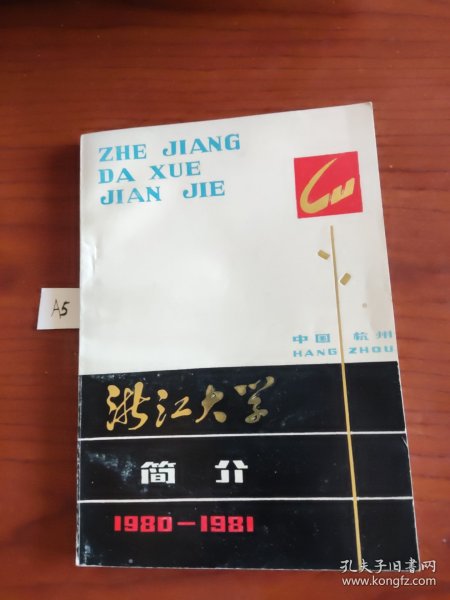 ZHE JIANG
DA XUE
JIAN JIE
A5
中国 杭州
HANG ZHOU
浙江大学
简介
1980-1981
孔夫子旧书网
www.kongfz.com